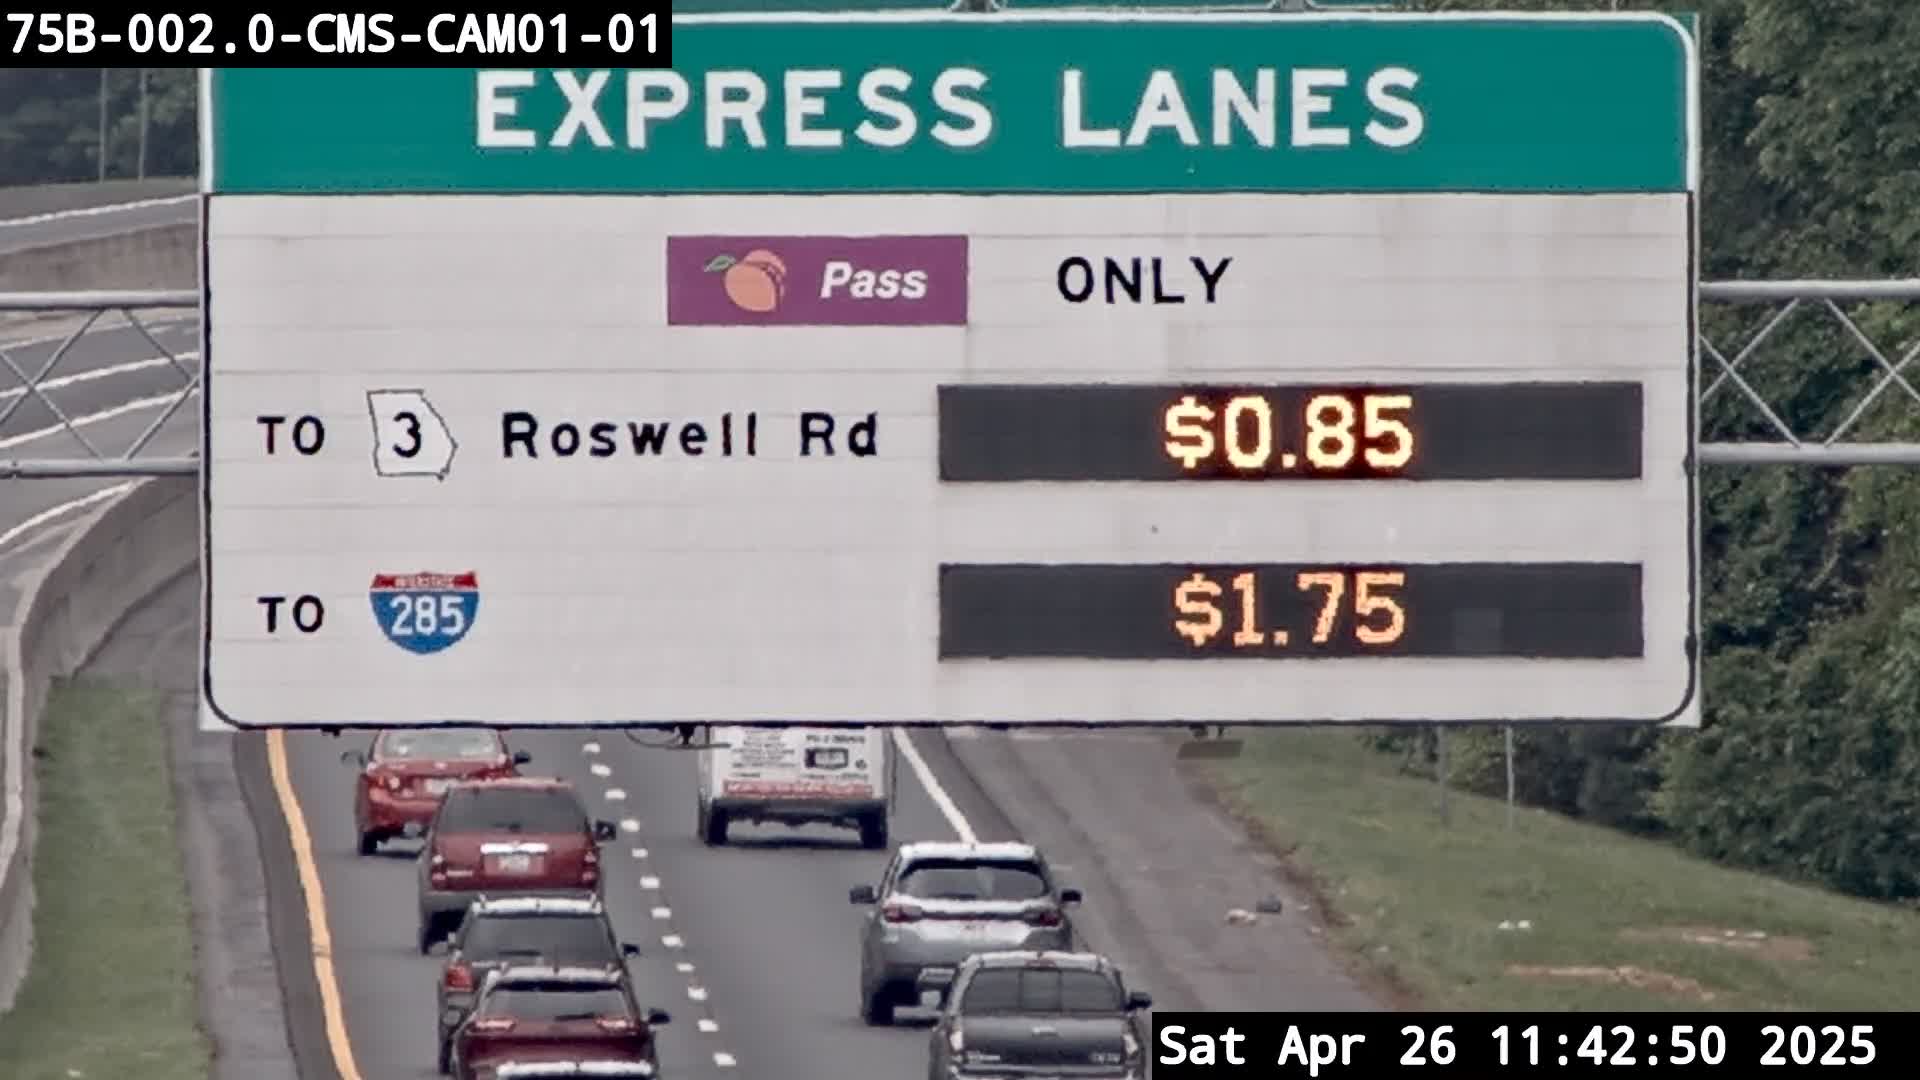 75B-002.0-CMS-CAM01-01
EXPRESS LANES
Pass ONLY
TO 3 Roswell Rd $0.85
TO INTERSTATE 285 $1.75
Sat Apr 26 11:42:50 2025